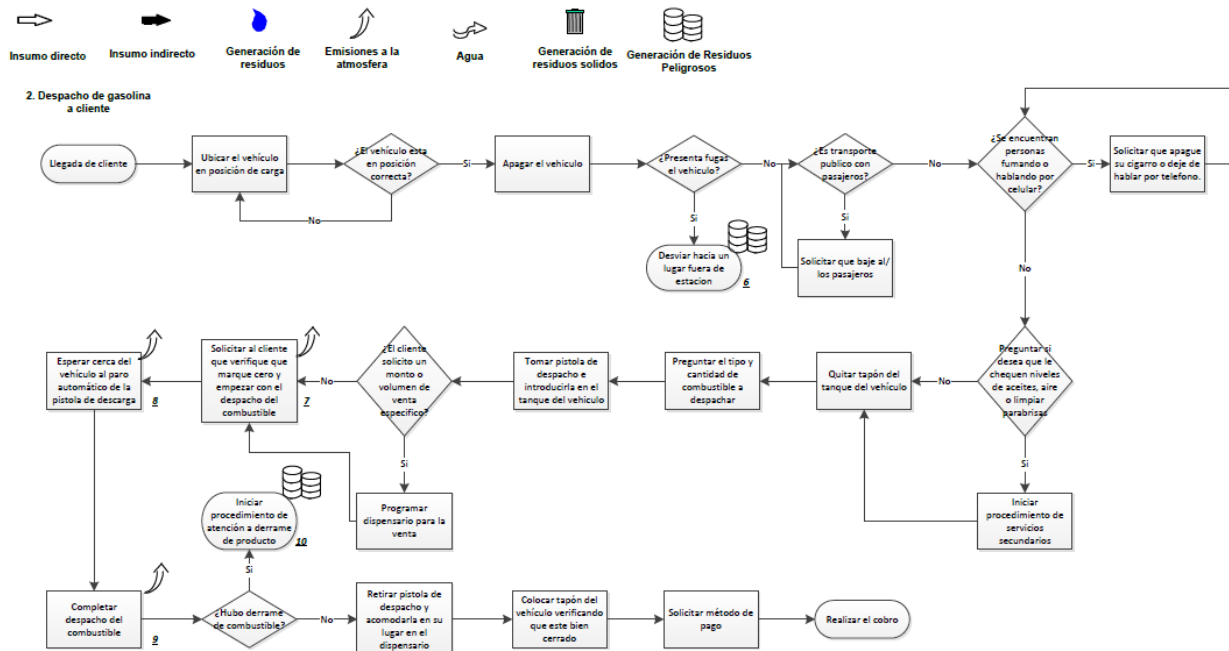 Insumo directo
Insumo indirecto
Generación de
residuos
Emisiones a la
atmosfera
Agua
Generación de
residuos solidos
Generación de Residuos
Peligrosos
2. Despacho de gasolina
a cliente
Llegada de cliente
Ubicar el vehículo
en posición de carga
¿El vehículo esta
en posición
correcta?
Sí
No
Apagar el vehiculo
¿Presenta fugas
el vehiculo?
No
Si
Desviar hacia un
lugar fuera de
estacion
6
¿Es transporte
publico con
pasajeros?
No
Si
Solicitar que baje al/
los pasajeros
¿Se encuentran
personas
fumando o
hablando por
celular?
Si
Solicitar que apague
su cigarro o deje de
hablar por telefono.
No
Preguntar si
desea que le
chequen niveles
de aceites, aire
o limpiar
parabrisas
No
Si
Iniciar
procedimiento de
servicios
secundarios
Quitar tapón del
tanque del vehículo
Preguntar el tipo y
cantidad de
combustible a
despachar
Tomar pistola de
despacho e
introducirla en el
tanque del vehiculo
¿El cliente
solicito un
monto o
volumen de
venta
especifico?
No
Si
Programar
dispensario para la
venta
Solicitar al cliente
que verifique que
marque cero y
empezar con el
despacho del
combustible
7
Esperar cerca del
vehículo al paro
automático de la
pistola de descarga
8
Completar
despacho del
combustible
9
¿Hubo derrame
de combustible?
Si
Iniciar
procedimiento de
atención a derrame
de producto
10
No
Retirar pistola de
despacho y
acomodarla en su
lugar en el
dispensario
Colocar tapón del
vehículo verificando
que este bien
cerrado
Solicitar método de
pago
Realizar el cobro